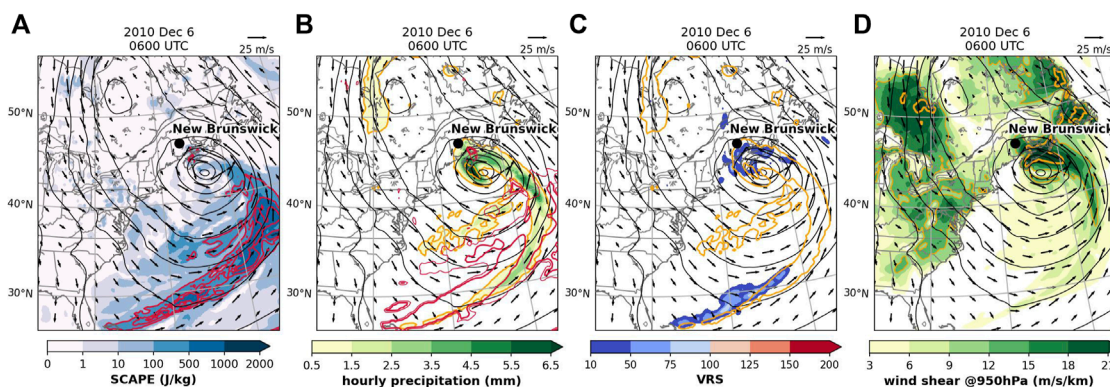 A
2010 Dec 6
0600 UTC
25 m/s
50°N
40°N
30°N
New Brunswick
0 1 10 100 500 1000 2000
SCAPE (J/kg)
B
2010 Dec 6
0600 UTC
25 m/s
50°N
40°N
30°N
New Brunswick
0.5 1.5 2.5 3.5 4.5 5.5 6.5
hourly precipitation (mm)
C
2010 Dec 6
0600 UTC
25 m/s
50°N
40°N
30°N
New Brunswick
10 50 75 100 125 150 200
VRS
D
2010 Dec 6
0600 UTC
25 m/s
50°N
40°N
30°N
New Brunswick
3 6 9 12 15 18 21
wind shear @950hPa (m/s/km)